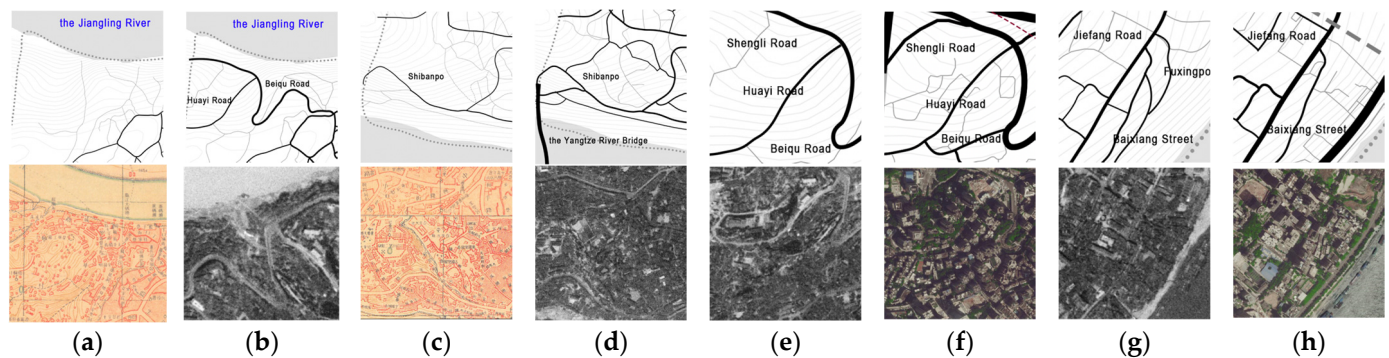 the Jiangling River
the Jiangling River
Huayi Road
Beiqu Road
Shibanpo
Shibanpo
the Yangtze River Bridge
Shengli Road
Huayi Road
Beiqu Road
Shengli Road
Huayi Road
Beiqu Road
Jiefang Road
Fuxingpo
Baixiang Street
Jiefang Road
Baixiang Street
(a)
(b)
(c)
(d)
(e)
(f)
(g)
(h)